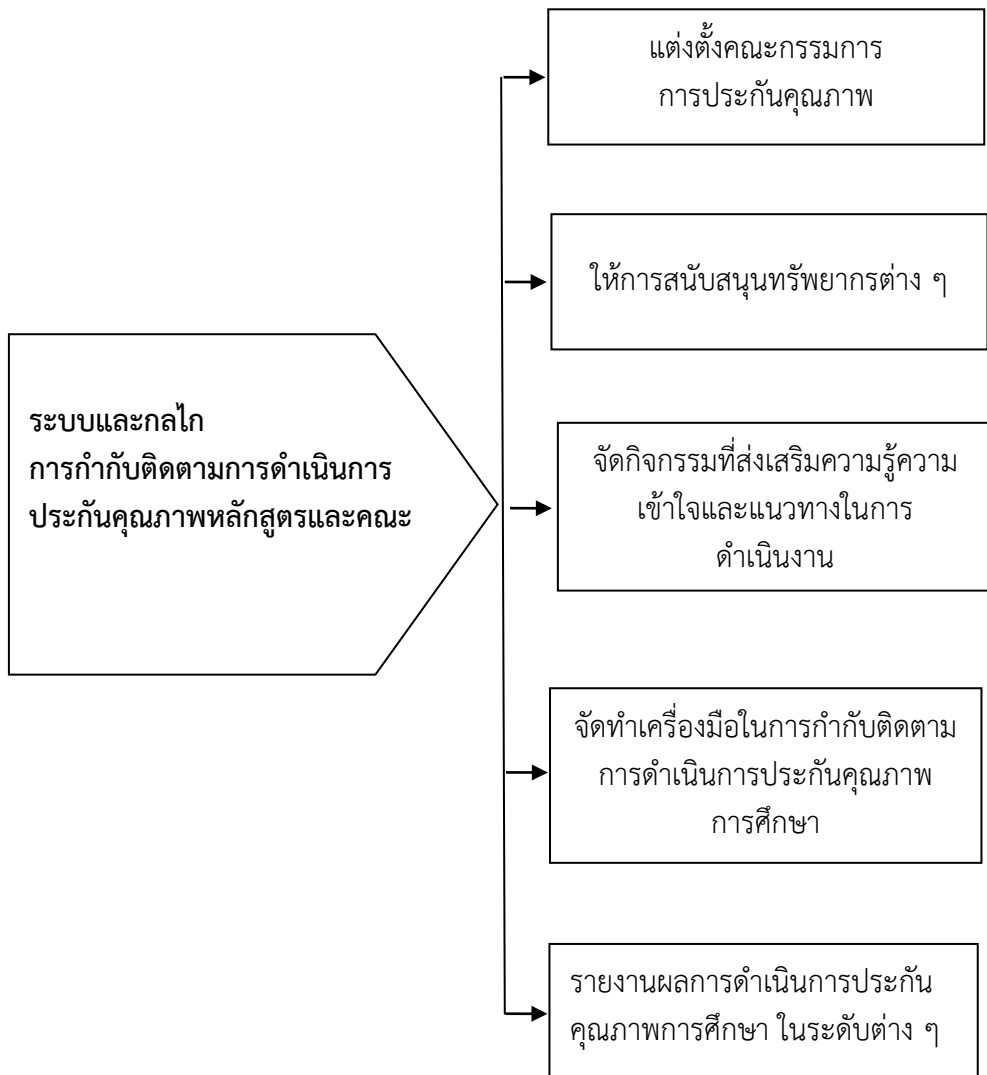 แต่งตั้งคณะกรรมการ
การประกันคุณภาพ
ให้การสนับสนุนทรัพยากรต่าง ๆ
ระบบและกลไก
การกำกับติดตามการดำเนินการ
ประกันคุณภาพหลักสูตรและคณะ
จัดกิจกรรมที่ส่งเสริมความรู้ความ
เข้าใจและแนวทางในการ
ดำเนินงาน
จัดทำเครื่องมือในการกำกับติดตาม
การดำเนินการประกันคุณภาพ
การศึกษา
รายงานผลการดำเนินการประกัน
คุณภาพการศึกษา ในระดับต่าง ๆ